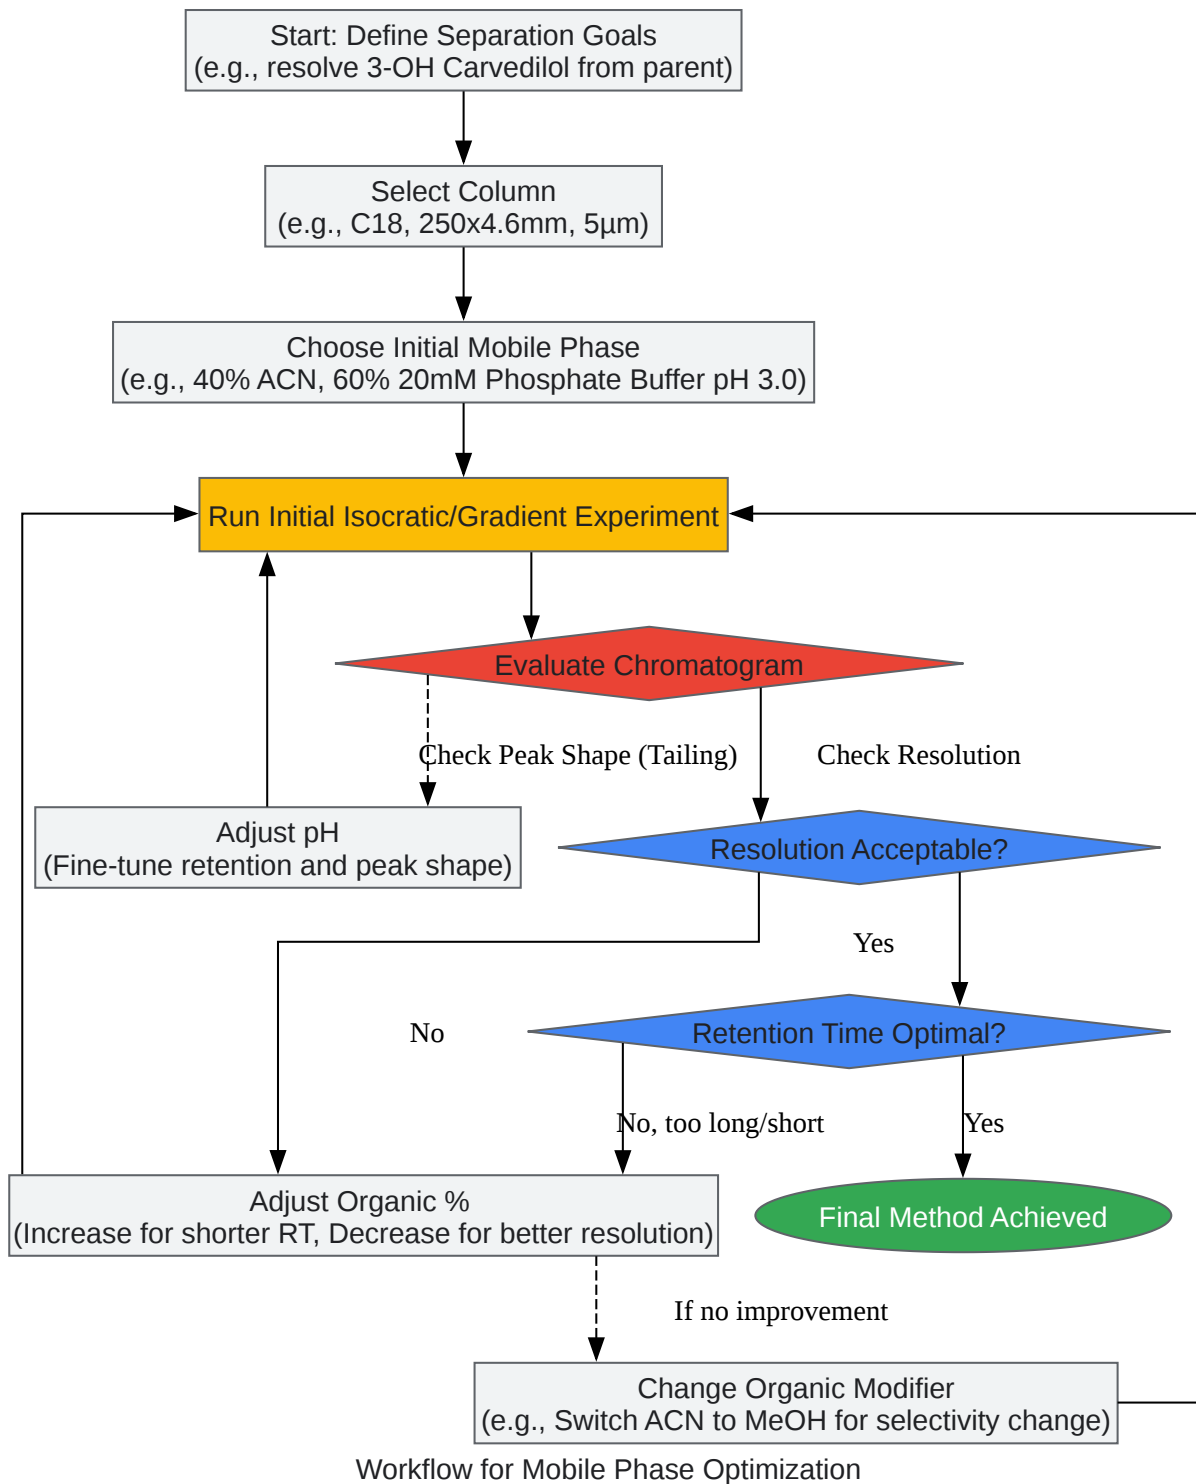 Start: Define Separation Goals
(e.g., resolve 3-OH Carvedilol from parent)
Select Column
(e.g., C18, 250x4.6mm, 5µm)
Choose Initial Mobile Phase
(e.g., 40% ACN, 60% 20mM Phosphate Buffer pH 3.0)
Run Initial Isocratic/Gradient Experiment
Evaluate Chromatogram
Check Peak Shape (Tailing)
Check Resolution
Adjust pH
(Fine-tune retention and peak shape)
Resolution Acceptable?
Yes
No
Retention Time Optimal?
No, too long/short
Yes
Adjust Organic %
(Increase for shorter RT, Decrease for better resolution)
Final Method Achieved
If no improvement
Change Organic Modifier
(e.g., Switch ACN to MeOH for selectivity change)
Workflow for Mobile Phase Optimization